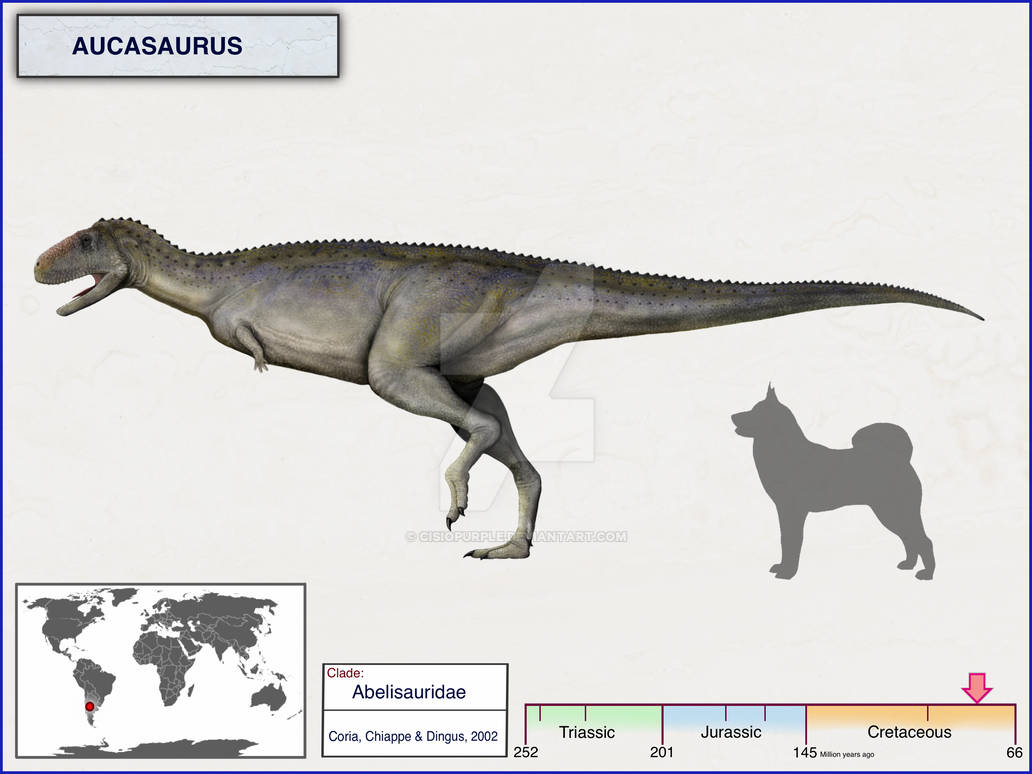 AUCASAURUS
© CISIOPURPLE.DEVIANTART.COM
Clade:
Abelisauridae
Coria, Chiappe & Dingus, 2002
Triassic Jurassic Cretaceous
252 201 145 Million years ago 66